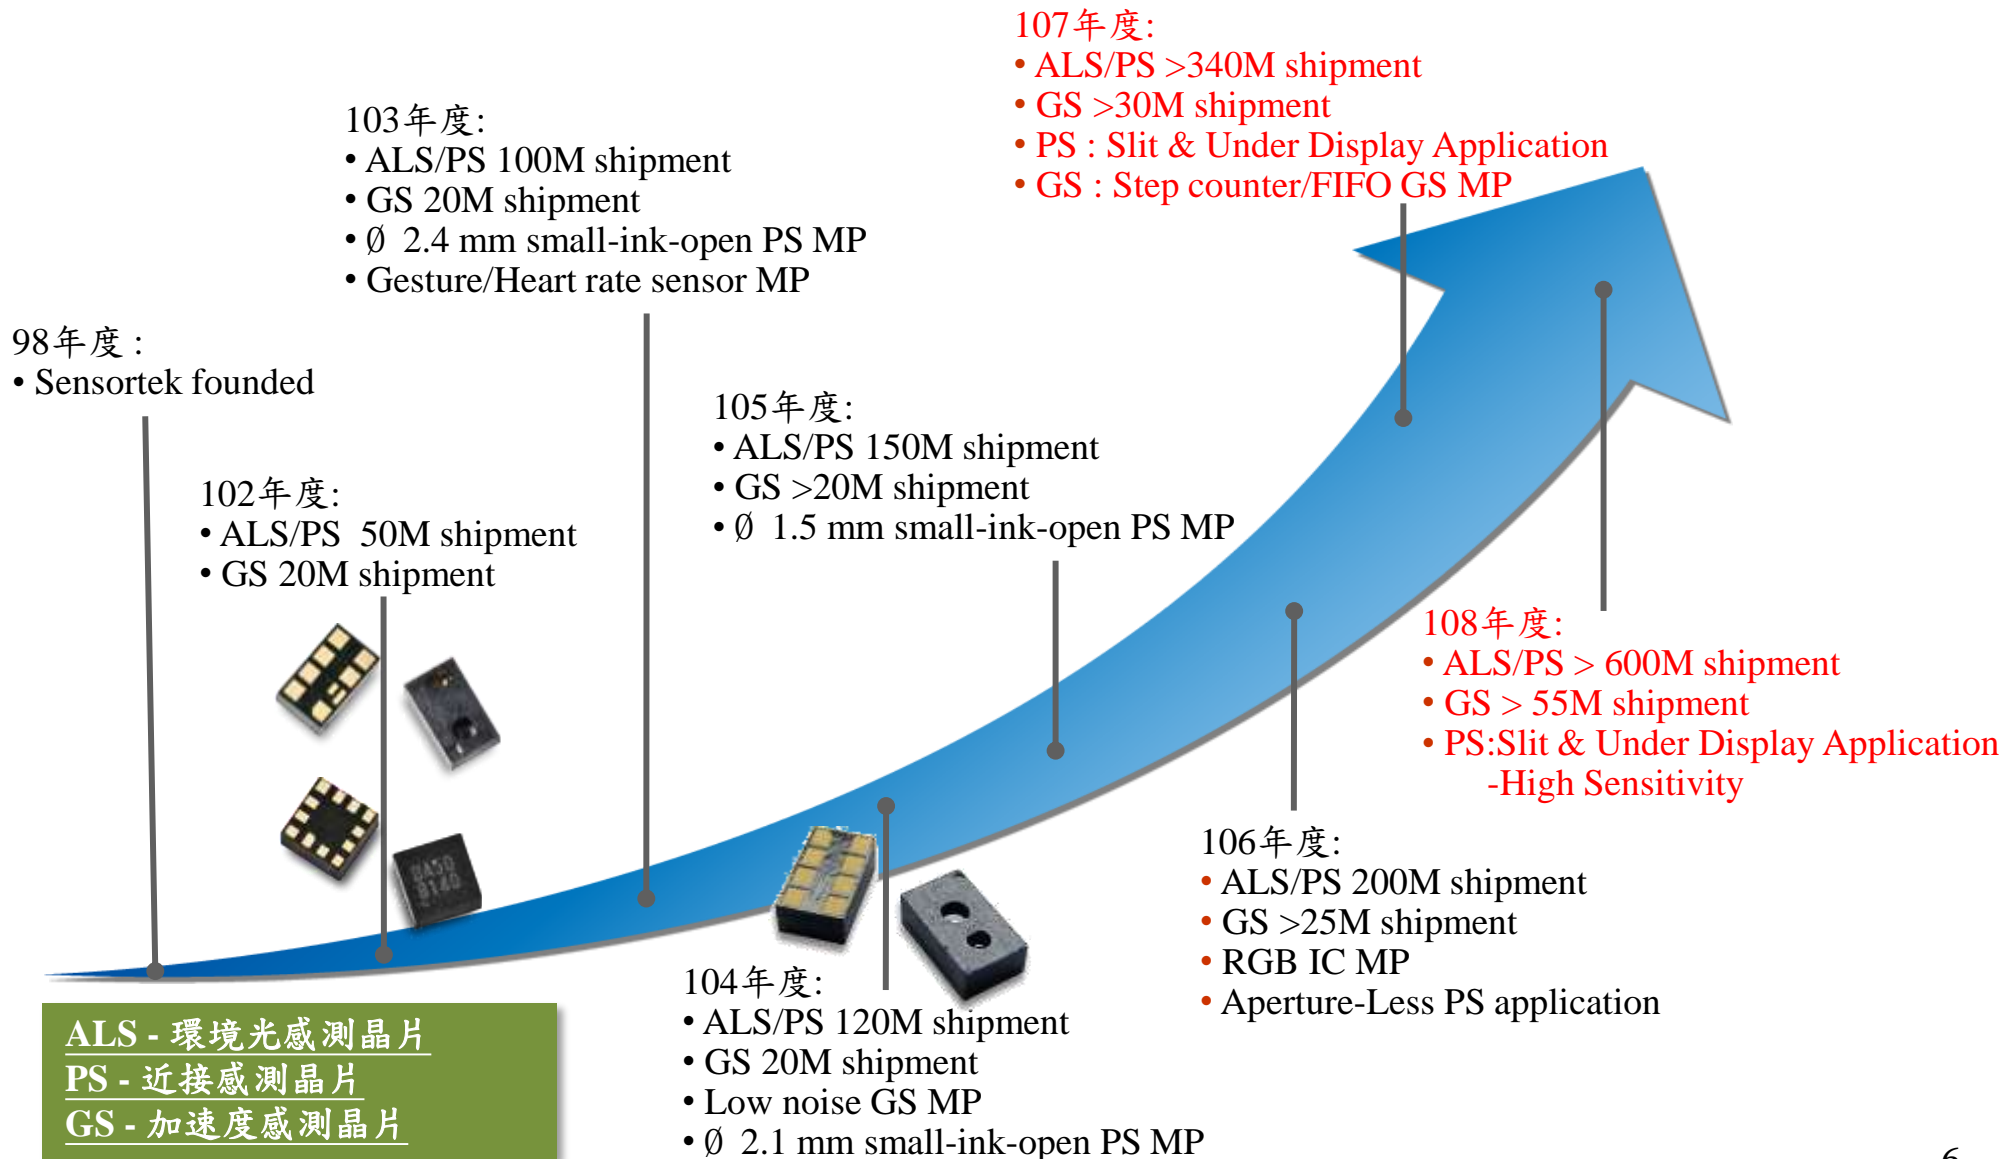 107年度:
• ALS/PS >340M shipment
• GS >30M shipment
• PS : Slit & Under Display Application
• GS : Step counter/FIFO GS MP
103年度:
• ALS/PS 100M shipment
• GS 20M shipment
• Ø 2.4 mm small-ink-open PS MP
• Gesture/Heart rate sensor MP
98年度 :
• Sensortek founded
105年度:
• ALS/PS 150M shipment
• GS >20M shipment
• Ø 1.5 mm small-ink-open PS MP
102年度:
• ALS/PS 50M shipment
• GS 20M shipment
108年度:
• ALS/PS > 600M shipment
• GS > 55M shipment
• PS:Slit & Under Display Application
-High Sensitivity
106年度:
• ALS/PS 200M shipment
• GS >25M shipment
• RGB IC MP
• Aperture-Less PS application
104年度:
• ALS/PS 120M shipment
• GS 20M shipment
• Low noise GS MP
• Ø 2.1 mm small-ink-open PS MP
ALS - 環境光感測晶片
PS - 近接感測晶片
GS - 加速度感測晶片